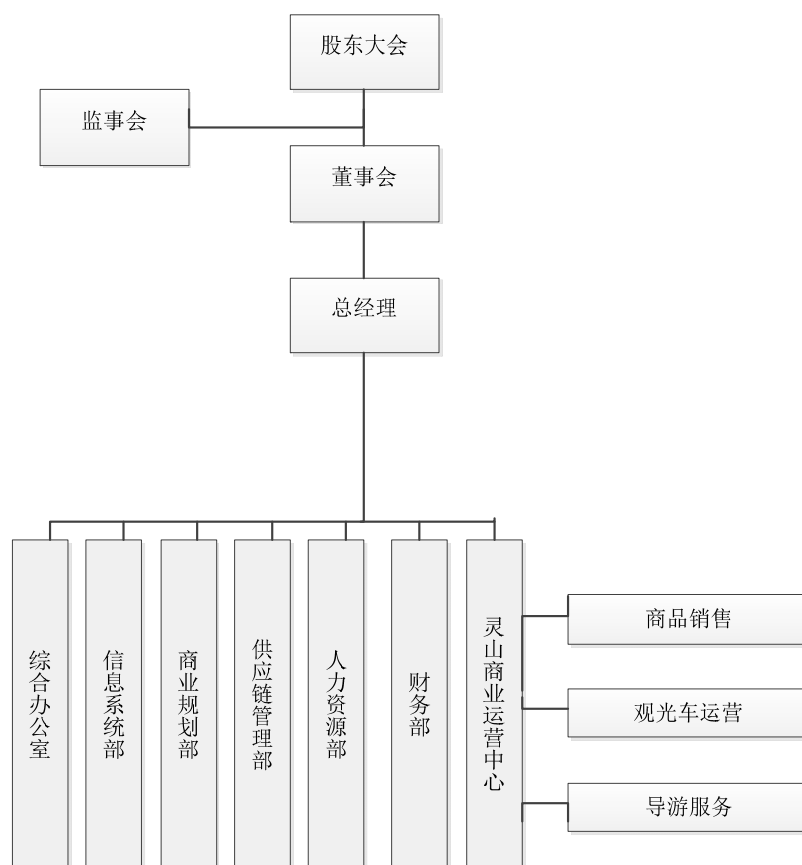 股东大会
监事会
董事会
总经理
综合办公室
信息系统部
商业规划部
供应链管理部
人力资源部
财务部
灵山商业运营中心
商品销售
观光车运营
导游服务